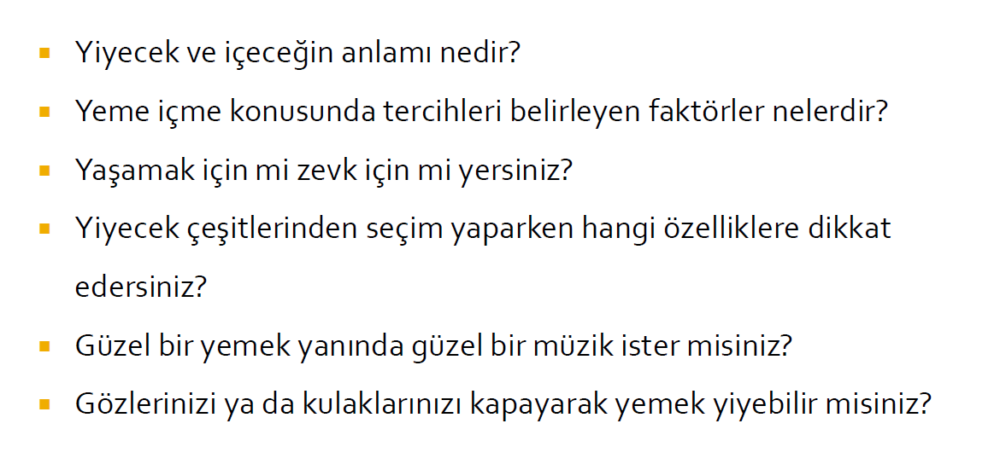 ▪ Yiyecek ve içeceğin anlamı nedir?
▪ Yeme içme konusunda tercihleri belirleyen faktörler nelerdir?
▪ Yaşamak için mi zevk için mi yersiniz?
▪ Yiyecek çeşitlerinden seçim yaparken hangi özelliklere dikkat
edersiniz?
▪ Güzel bir yemek yanında güzel bir müzik ister misiniz?
▪ Gözlerinizi ya da kulaklarınızı kapayarak yemek yiyebilir misiniz?